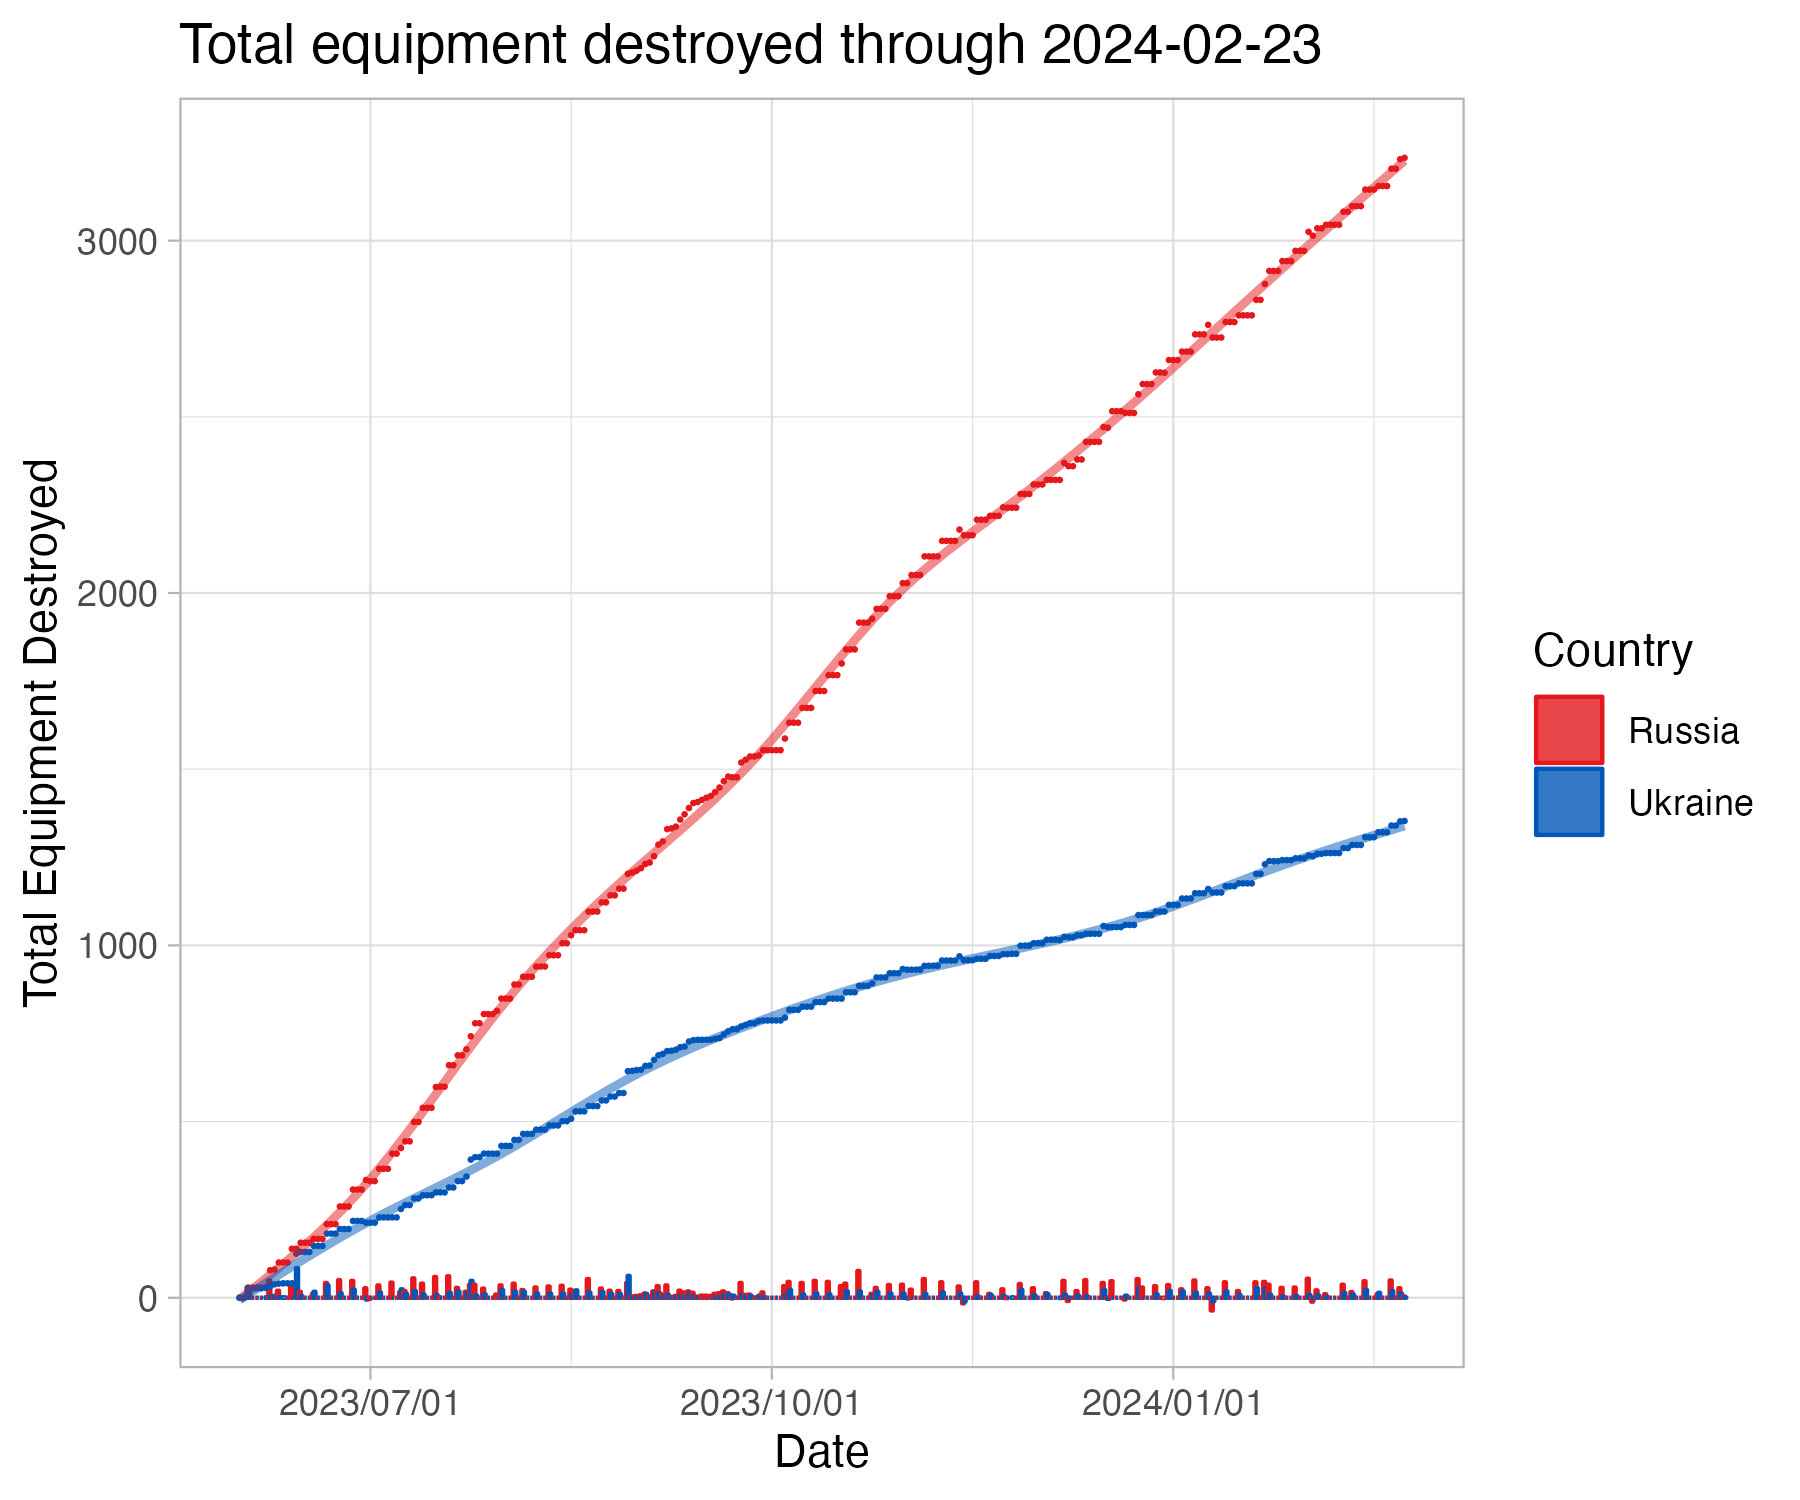 Total equipment destroyed through 2024-02-23
Total Equipment Destroyed
3000
2000
1000
0
2023/07/01
2023/10/01
2024/01/01
Date
Country
Russia
Ukraine